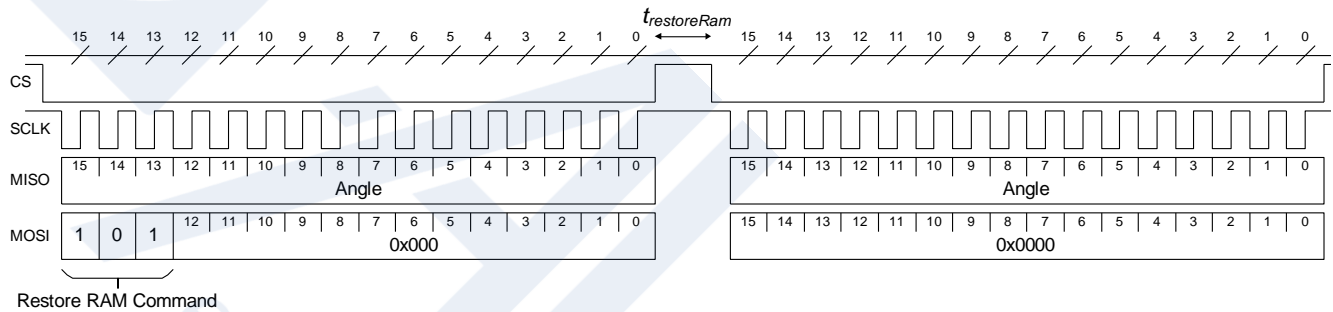 t_restoreRam
15 14 13 12 11 10 9 8 7 6 5 4 3 2 1 0 15 14 13 12 11 10 9 8 7 6 5 4 3 2 1 0
CS
SCLK
15 14 13 12 11 10 9 8 7 6 5 4 3 2 1 0 15 14 13 12 11 10 9 8 7 6 5 4 3 2 1 0
MISO
Angle Angle
12 11 10 9 8 7 6 5 4 3 2 1 0 15 14 13 12 11 10 9 8 7 6 5 4 3 2 1 0
MOSI 1 0 1
0x000 0x0000
Restore RAM Command